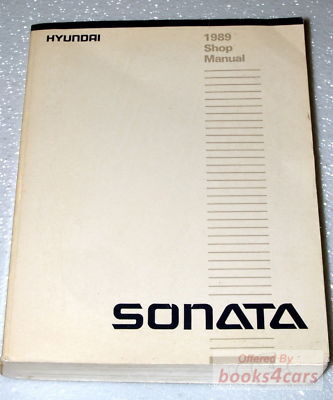 HYUNDAI
1989
Shop
Manual
SONATA
Offered By
books4cars